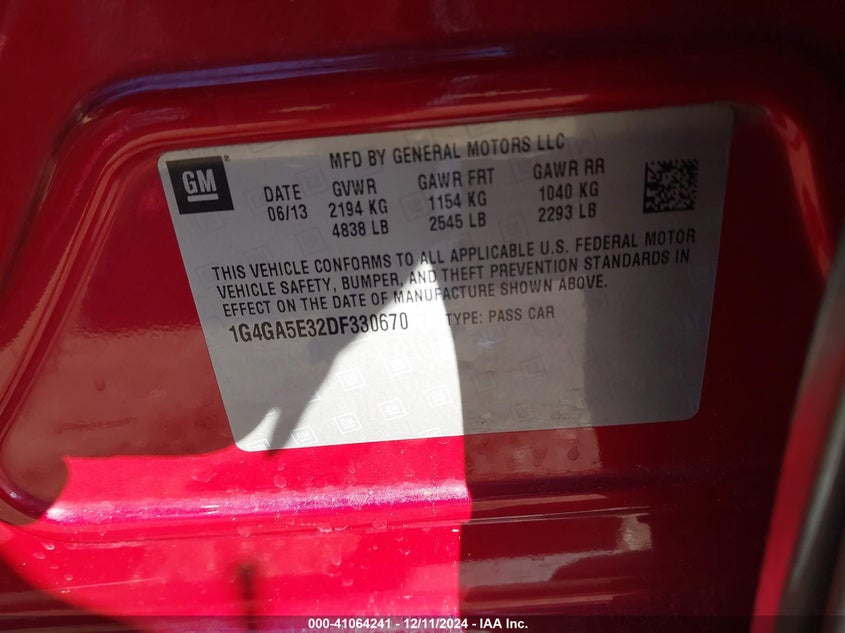 GM
MFD BY GENERAL MOTORS LLC
DATE GVWR GAWR FRT GAWR RR
06/13 2194 KG 1154 KG 1040 KG
4838 LB 2545 LB 2293 LB
THIS VEHICLE CONFORMS TO ALL APPLICABLE U.S. FEDERAL MOTOR
VEHICLE SAFETY, BUMPER, AND THEFT PREVENTION STANDARDS IN
EFFECT ON THE DATE OF MANUFACTURE SHOWN ABOVE.
1G4GA5E32DF330670 TYPE: PASS CAR
000-41064241 - 12/11/2024 - IAA Inc.